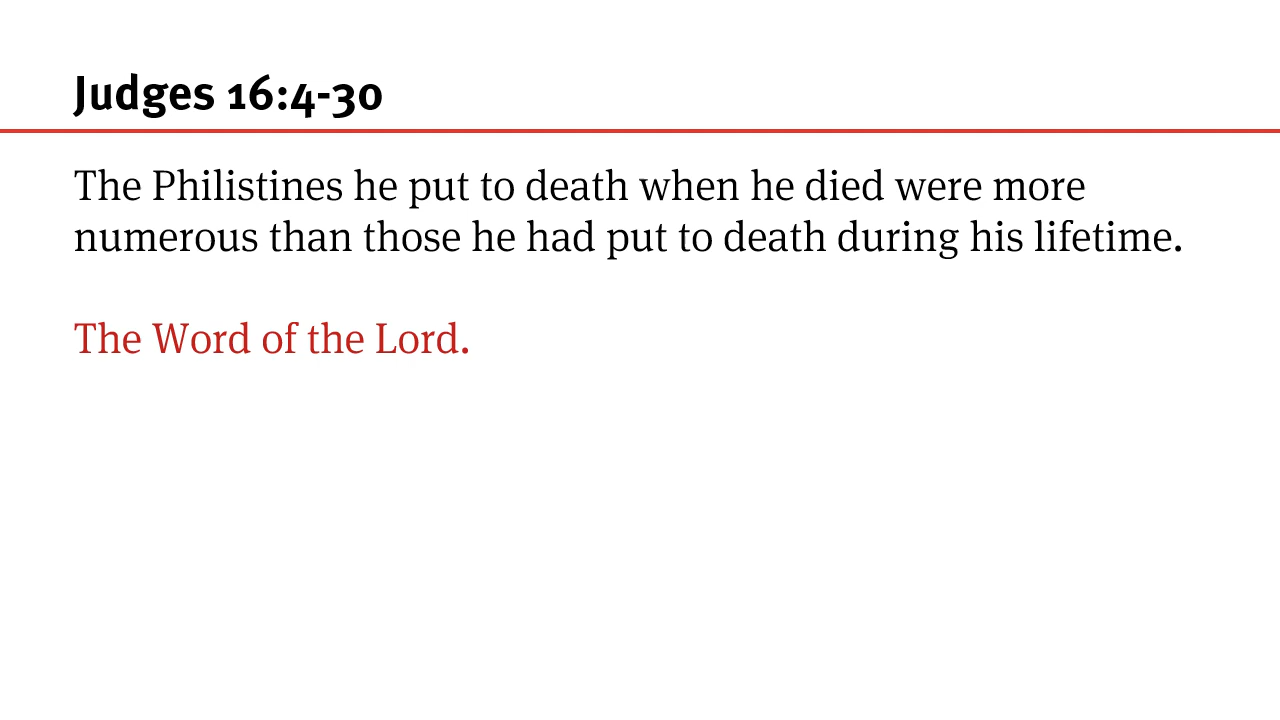 Judges 16:4-30
The Philistines he put to death when he died were more
numerous than those he had put to death during his lifetime.
The Word of the Lord.